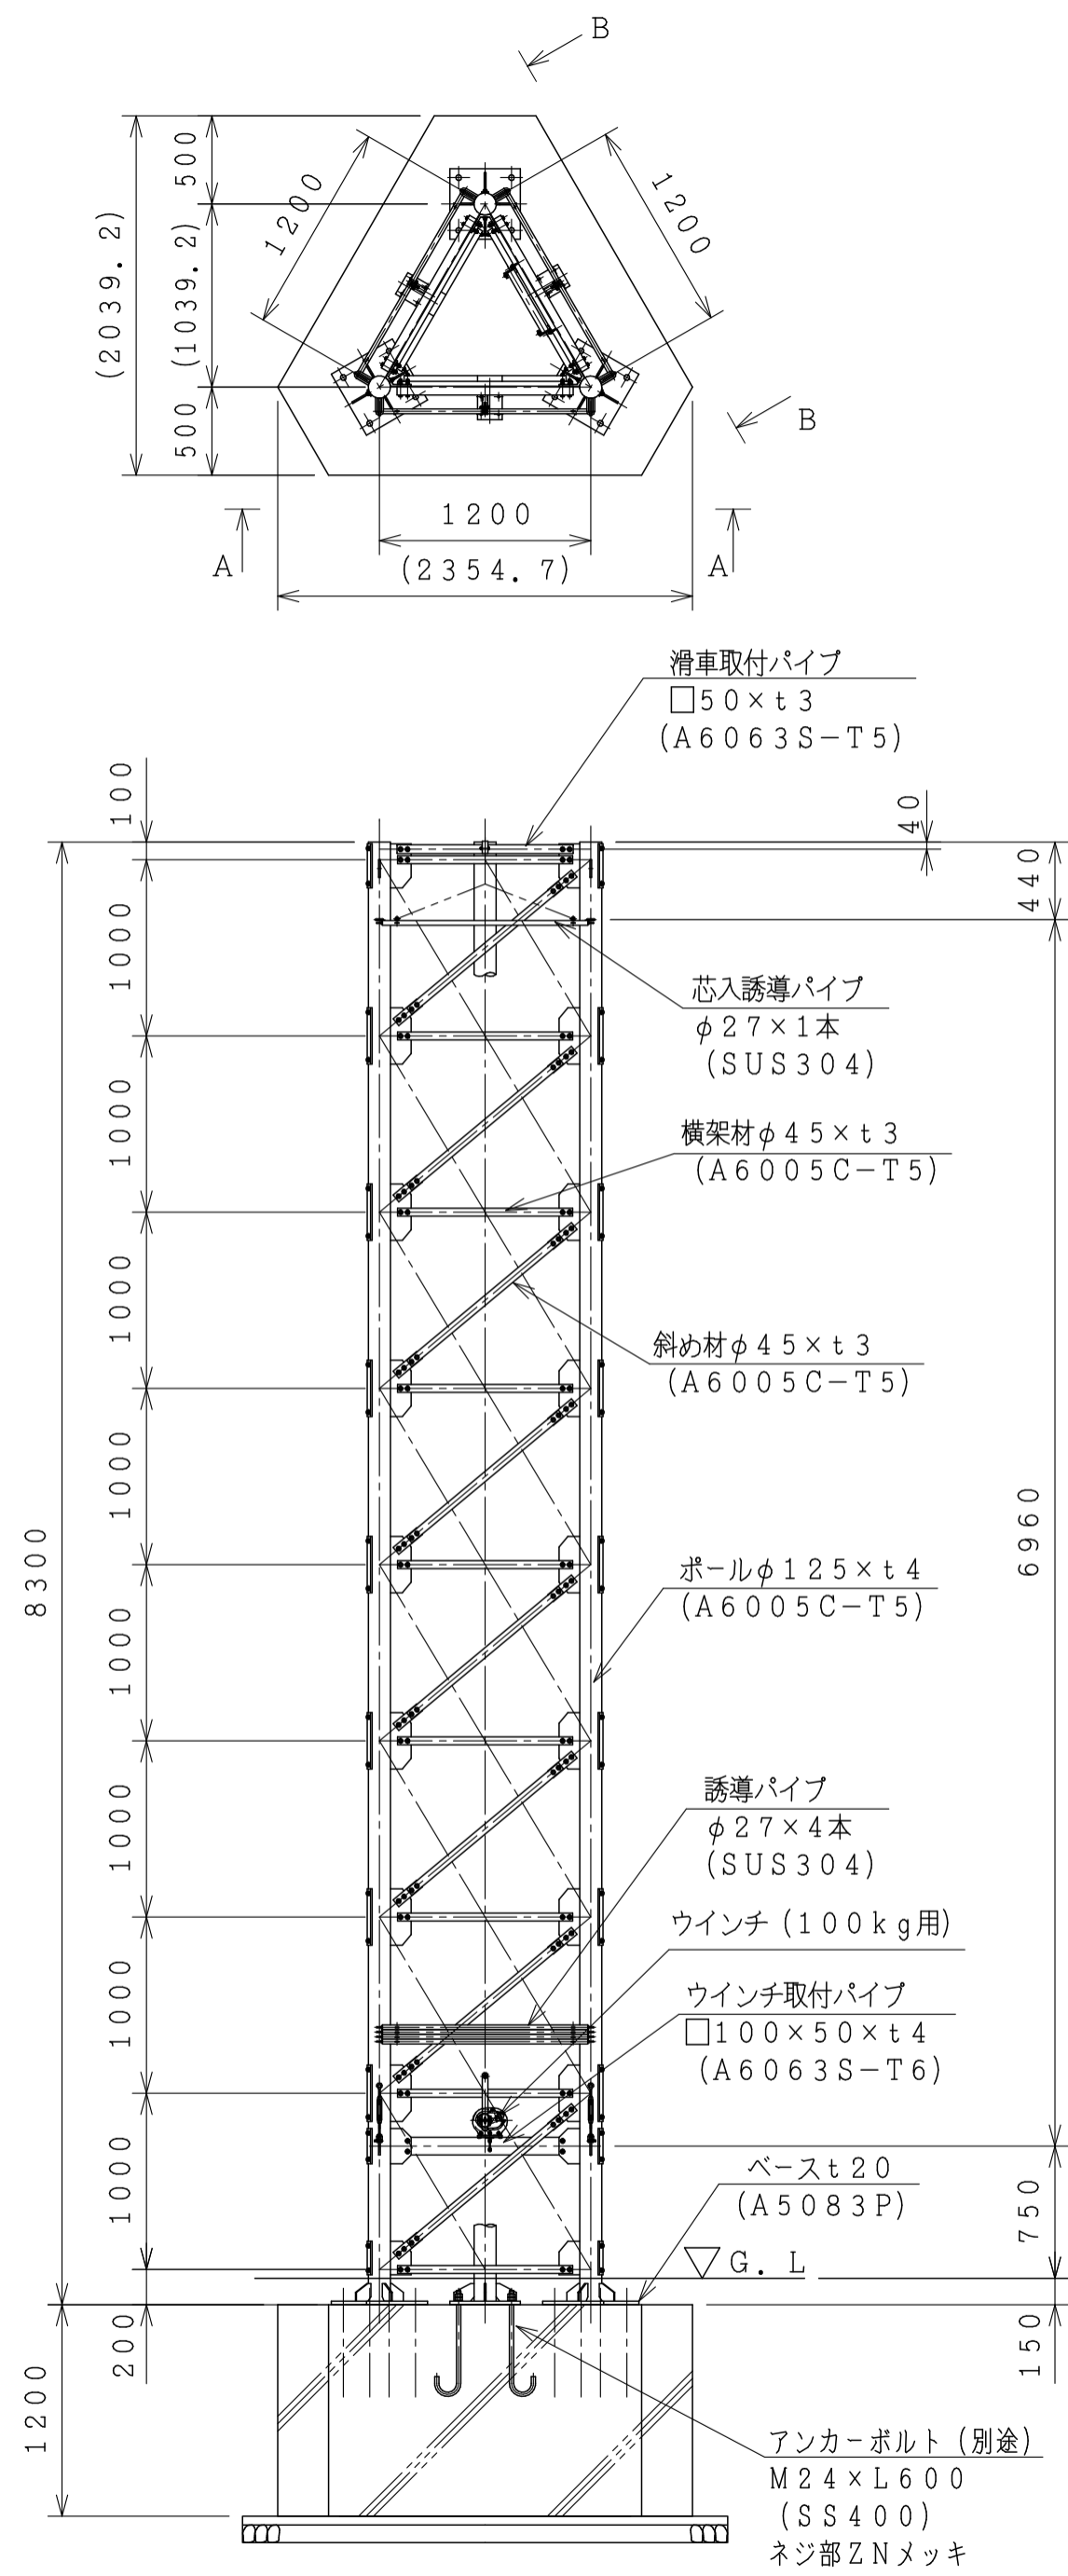 B
500
1200
1200
(2039.2)
(1039.2)
500
B
1200
A
A
(2354.7)
滑車取付パイプ
□50×t3
(A6063S-T5)
100
40
440
1000
芯入誘導パイプ
φ27×1本
(SUS304)
1000
横架材φ45×t3
(A6005C-T5)
1000
斜め材φ45×t3
(A6005C-T5)
1000
8300
6960
1000
ポールφ125×t4
(A6005C-T5)
1000
誘導パイプ
φ27×4本
(SUS304)
ウインチ(100kg用)
1000
ウインチ取付パイプ
□100×50×t4
(A6063S-T6)
1000
ベースt20
(A5083P)
750
▽G.L
200
150
1200
アンカーボルト(別途)
M24×L600
(SS400)
ネジ部ZNメッキ